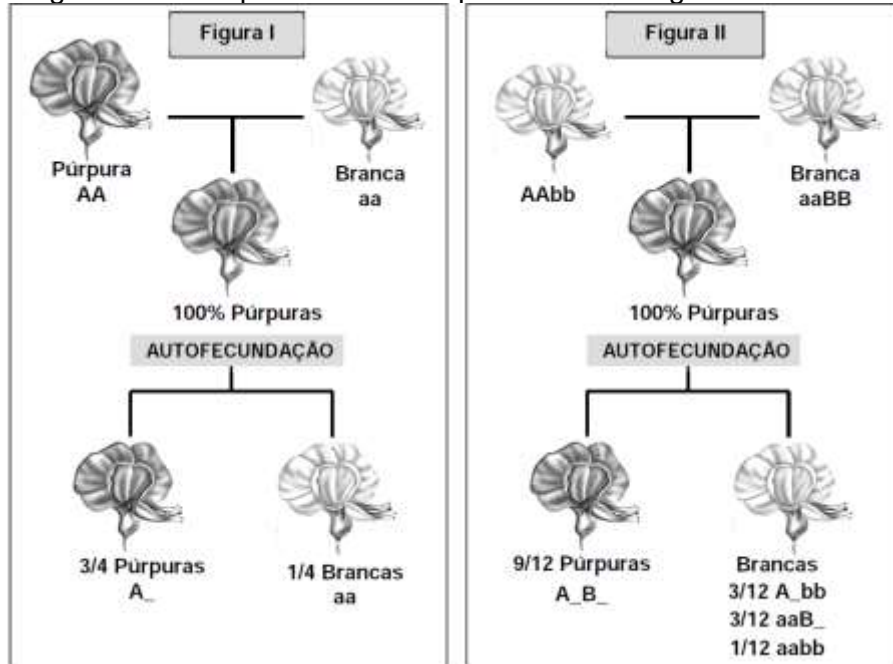 Figura I
Púrpura
AA
Branca
aa
100% Púrpuras
AUTOFECUNDAÇÃO
3/4 Púrpuras
A_
1/4 Brancas
aa
Figura II
AAbb
Branca
aaBB
100% Púrpuras
AUTOFECUNDAÇÃO
9/12 Púrpuras
A_B_
Brancas
3/12 A_bb
3/12 aaB_
1/12 aabb